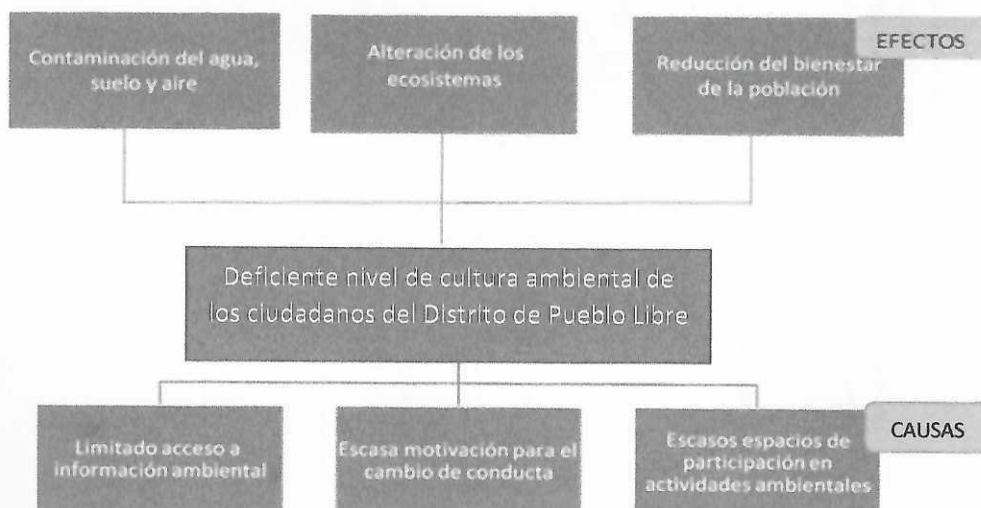 Contaminación del agua,
suelo y aire
Alteración de los
ecosistemas
EFECTOS
Reducción del bienestar
de la población
Deficiente nivel de cultura ambiental de
los ciudadanos del Distrito de Pueblo Libre
CAUSAS
Limitado acceso a
información ambiental
Escasa motivación para el
cambio de conducta
Escasos espacios de
participación en
actividades ambientales